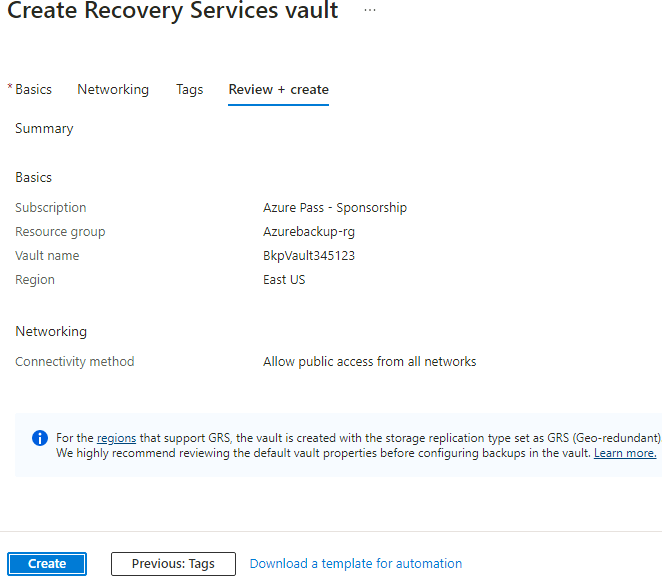 Create Recovery Services vault ...
* Basics Networking Tags Review + create
Summary
Basics
Subscription Azure Pass - Sponsorship
Resource group Azurebackup-rg
Vault name BkpVault345123
Region East US
Networking
Connectivity method Allow public access from all networks
For the regions that support GRS, the vault is created with the storage replication type set as GRS (Geo-redundant)
We highly recommend reviewing the default vault properties before configuring backups in the vault. Learn more.
Create Previous: Tags Download a template for automation